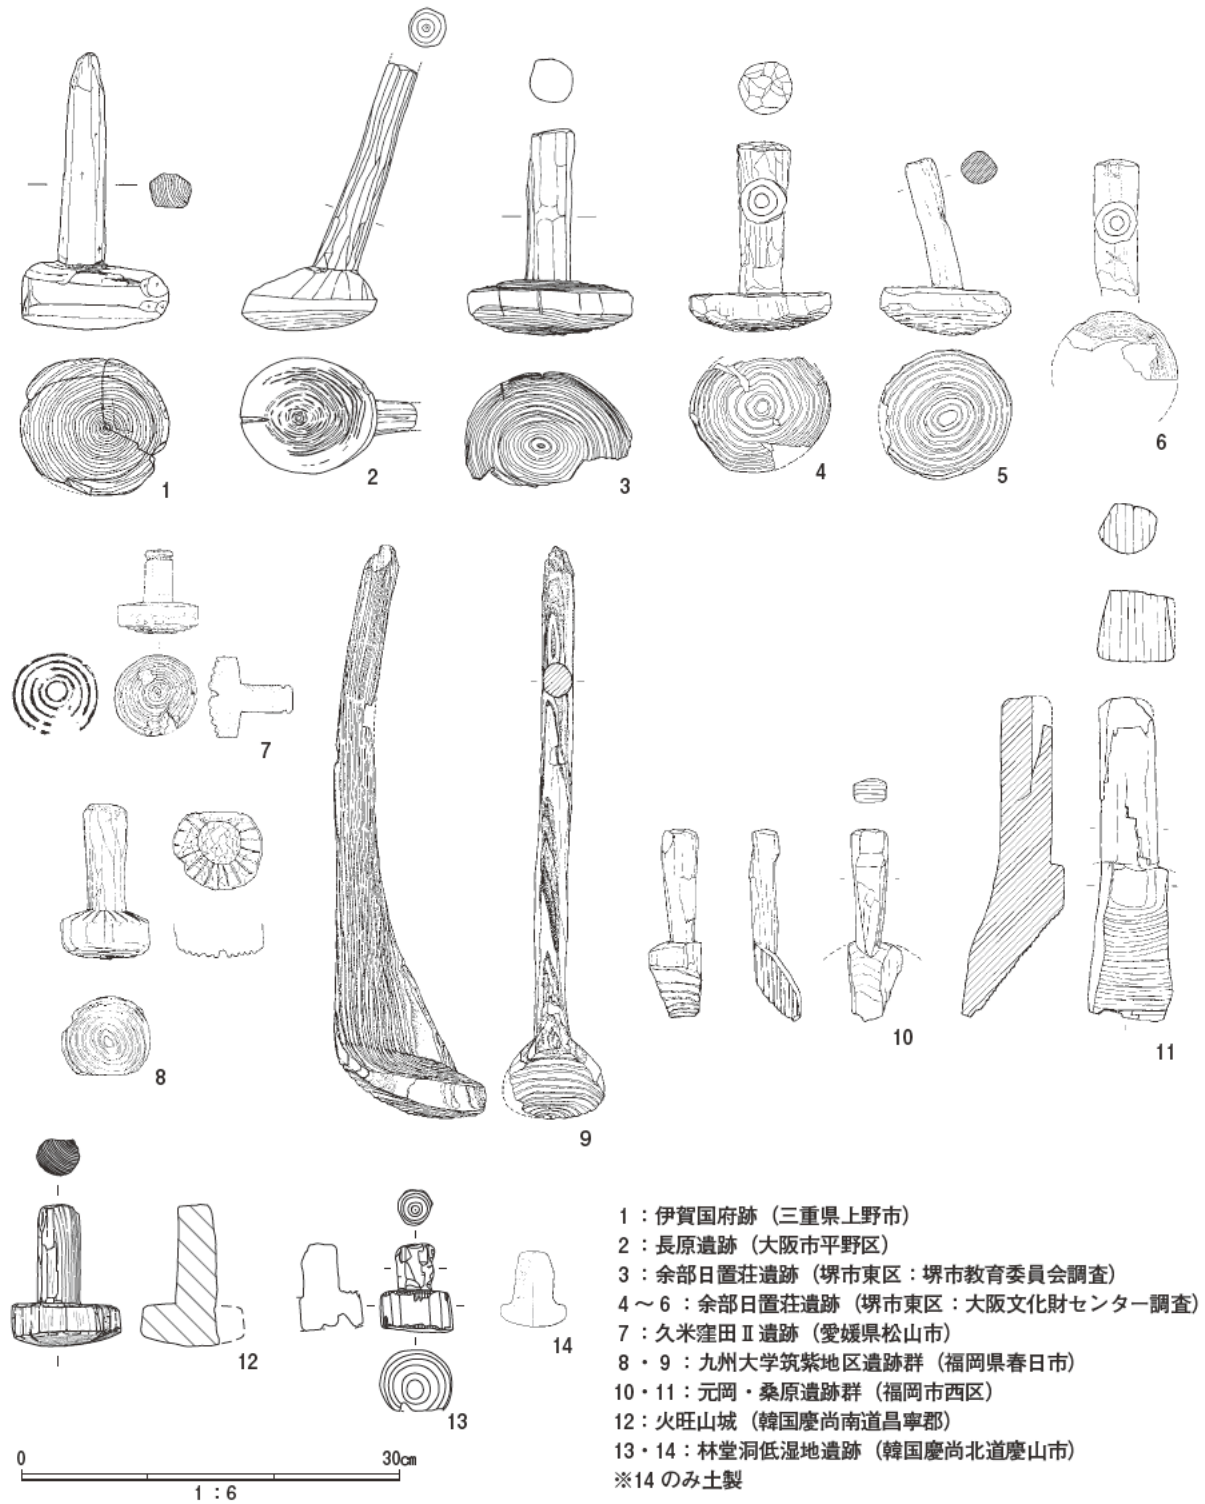 1
2
3
4
5
6
7
8
9
10
11
12
13
14
1：伊賀国府跡（三重県上野市）
2：長原遺跡（大阪市平野区）
3：余部日置荘遺跡（堺市東区：堺市教育委員会調査）
4～6：余部日置荘遺跡（堺市東区：大阪文化財センター調査）
7：久米窪田Ⅱ遺跡（愛媛県松山市）
8・9：九州大学筑紫地区遺跡群（福岡県春日市）
10・11：元岡・桑原遺跡群（福岡市西区）
12：火旺山城（韓国慶尚南道昌寧郡）
13・14：林堂洞低湿地遺跡（韓国慶尚北道慶山市）
※14のみ土製
0 30cm
1：6